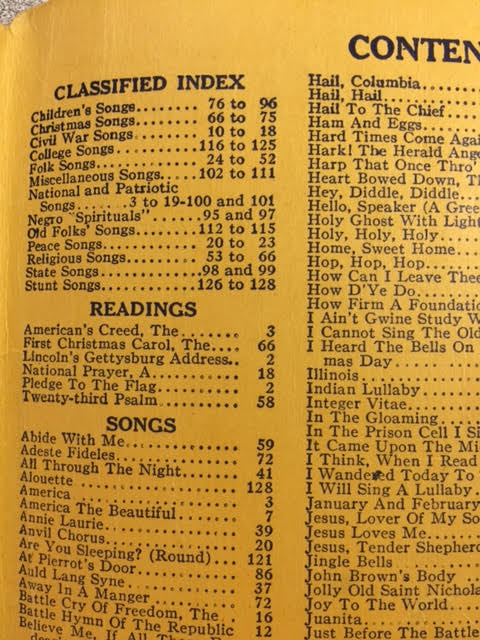 CLASSIFIED INDEX
Children's Songs........ 76 to 96
Christmas Songs........ 66 to 75
Civil War Songs......... 10 to 18
College Songs.......... 116 to 125
Folk Songs............. 24 to 52
Miscellaneous Songs....102 to 111
National and Patriotic
Songs.......3 to 19-100 and 101
Negro "Spirituals"...... 95 and 97
Old Folks' Songs.......112 to 115
Peace Songs............ 20 to 23
Religious Songs........ 53 to 66
State Songs............98 and 99
Stunt Songs............126 to 128
READINGS
American's Creed, The....... 3
First Christmas Carol, The.... 66
Lincoln's Gettysburg Address.. 2
National Prayer, A........... 18
Pledge To The Flag........... 2
Twenty-third Psalm........... 58
SONGS
Abide With Me............... 59
Adeste Fideles............... 72
All Through The Night....... 41
Alouette .................... 128
America ..................... 3
America The Beautiful....... 7
Annie Laurie................ 39
Anvil Chorus................ 20
Are You Sleeping? (Round)... 121
At Pierrot's Door............ 86
Auld Lang Syne.............. 37
Away In A Manger........... 72
Battle Cry Of Freedom, The... 16
Battle Hymn Of The Republic 12
Believe Me, If All
CONTEN
Hail, Columbia......
Hail, Hail............
Hail To The Chief.....
Ham And Eggs........
Hard Times Come Agai
Hark! The Herald Ange
Harp That Once Thro'
Heart Bowed Down, T
Hey, Diddle, Diddle...
Hello, Speaker (A Gree
Holy Ghost With Light
Holy, Holy, Holy.....
Home, Sweet Home....
Hop, Hop, Hop........
How Can I Leave Thee
How D'Ye Do.........
How Firm A Foundatio
I Ain't Gwine Study W
I Cannot Sing The Old
I Heard The Bells On
mas Day............
Illinois...............
Indian Lullaby........
Integer Vitae.........
In The Gloaming......
In The Prison Cell I Si
It Came Upon The Mi
I Think, When I Read
I Wandered Today To
I Will Sing A Lullaby..
January And February
Jesus, Lover Of My So
Jesus Loves Me.......
Jesus, Tender Shepherd
Jingle Bells
John Brown's Body
Jolly Old Saint Nichola
Joy To The World.....
Juanita..............
Just Before The Battle